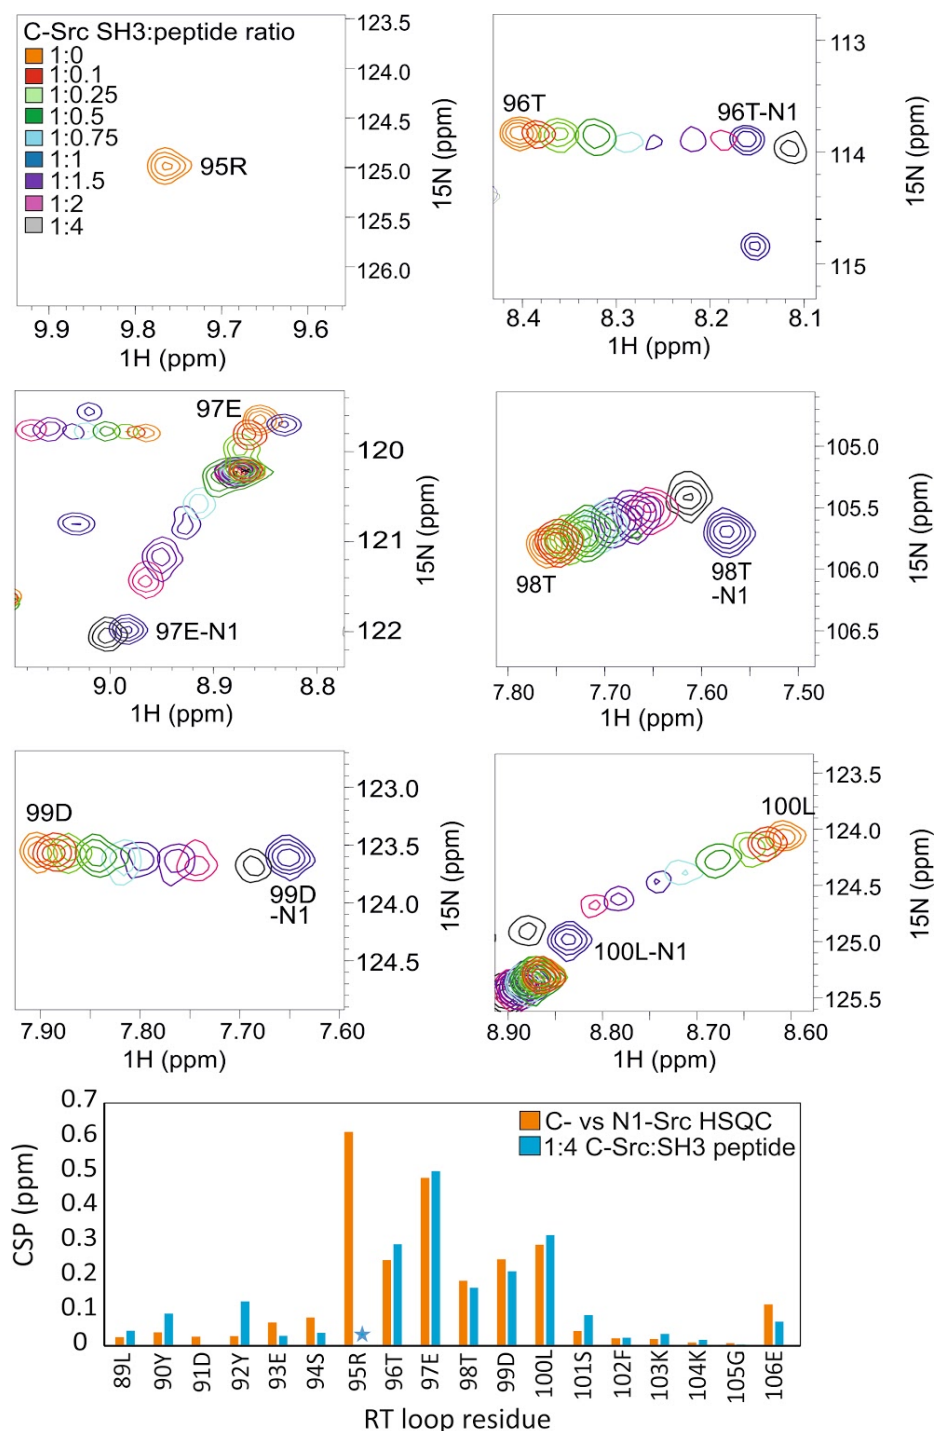 C-Src SH3:peptide ratio
1:0
1:0.1
1:0.25
1:0.5
1:0.75
1:1
1:1.5
1:2
1:4
95R
123.5
124.0
124.5
125.0
125.5
126.0
15N (ppm)
9.9 9.8 9.7 9.6
1H (ppm)
96T
96T-N1
113
114
115
15N (ppm)
8.4 8.3 8.2 8.1
1H (ppm)
97E
97E-N1
120
121
122
15N (ppm)
9.0 8.9 8.8
1H (ppm)
98T
98T
-N1
105.0
105.5
106.0
106.5
15N (ppm)
7.80 7.70 7.60 7.50
1H (ppm)
99D
99D
-N1
123.0
123.5
124.0
124.5
15N (ppm)
7.90 7.80 7.70 7.60
1H (ppm)
100L
100L-N1
123.5
124.0
124.5
125.0
125.5
15N (ppm)
8.90 8.80 8.70 8.60
1H (ppm)
CSP (ppm)
0.7
0.6
0.5
0.4
0.3
0.2
0.1
0
C- vs N1-Src HSQC
1:4 C-Src:SH3 peptide
89L 90Y 91D 92Y 93E 94S 95R 96T 97E 98T 99D 100L 101S 102F 103K 104K 105G 106E
RT loop residue